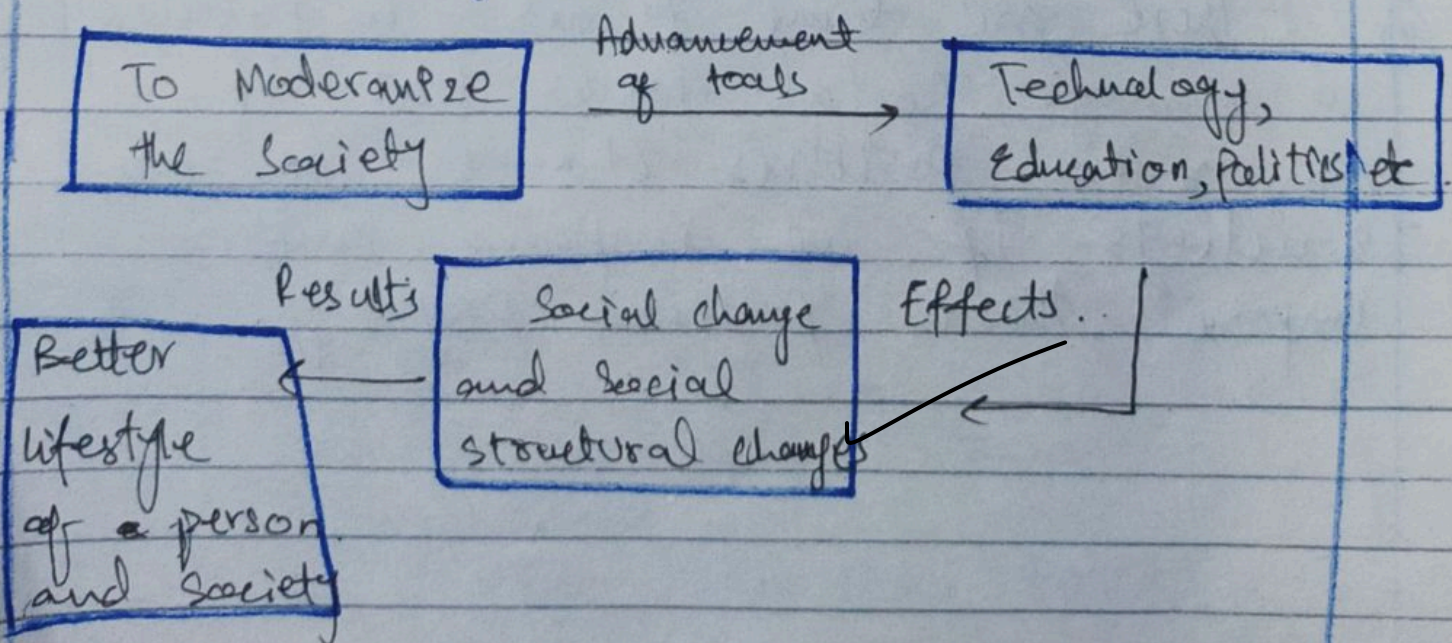 To Moderanize
the Society
Advancement
of tools
Technology,
Education, Politics etc
Effects..
Social change
and Social
structural changes
Results
Better
lifestyle
of a person
and Society